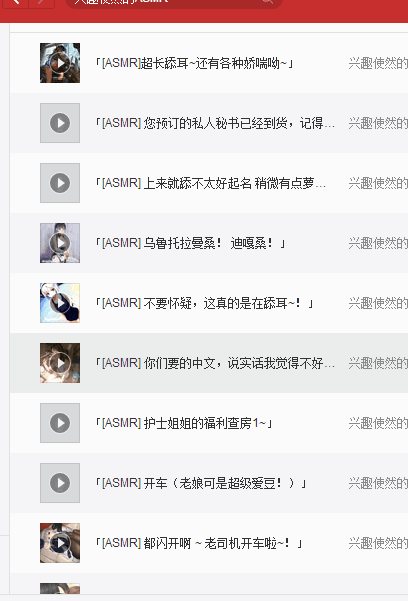 兴趣使然的ASMR
「[ASMR]超长舔耳~还有各种娇喘呦~」
兴趣使然的
「[ASMR] 您预订的私人秘书已经到货，记得…
兴趣使然的
「[ASMR] 上来就舔不太好起名 稍微有点萝…
兴趣使然的
「[ASMR] 乌鲁托拉曼桑！ 迪嘎桑！」
兴趣使然的
「[ASMR] 不要怀疑，这真的是在舔耳~！」
兴趣使然的
「[ASMR] 你们要的中文，说实话我觉得不好…
兴趣使然的
「[ASMR] 护士姐姐的福利查房1~」
兴趣使然的
「[ASMR] 开车（老娘可是超级爱豆！）」
兴趣使然的
「[ASMR] 都闪开啊 ~ 老司机开车啦~！」
兴趣使然的